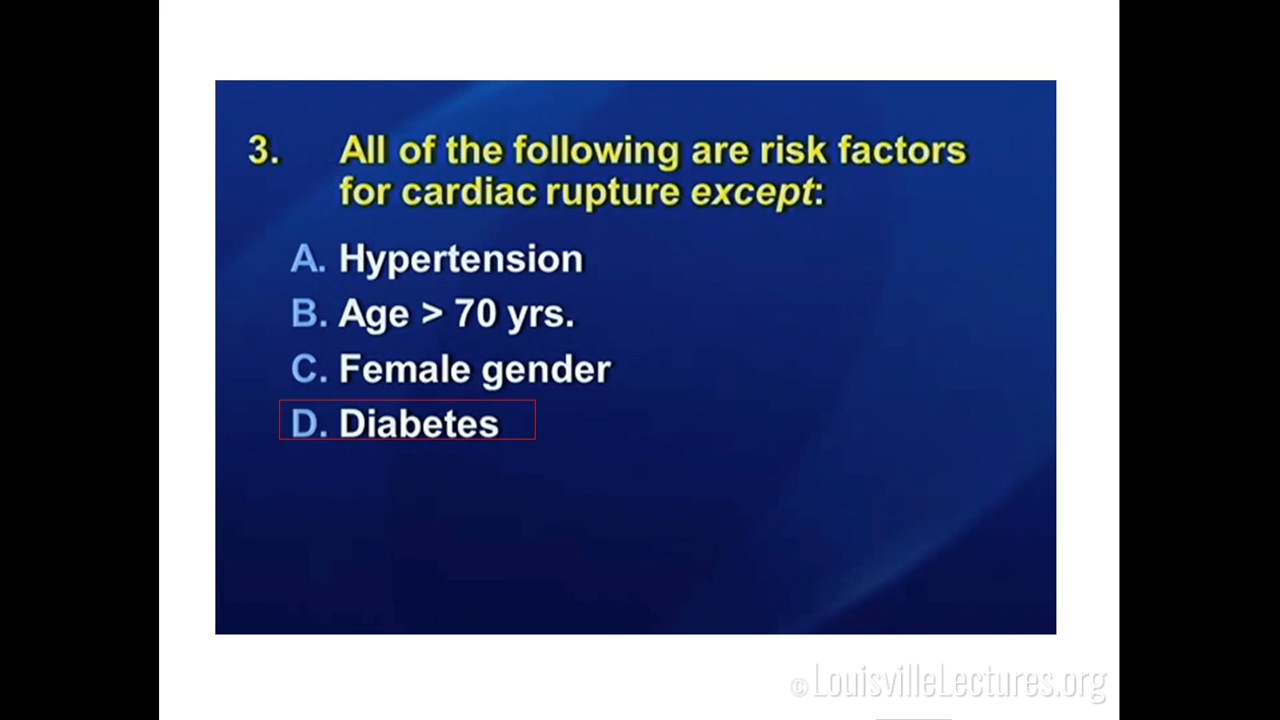 3. All of the following are risk factors
for cardiac rupture except:
A. Hypertension
B. Age > 70 yrs.
C. Female gender
D. Diabetes
©LouisvilleLectures.org